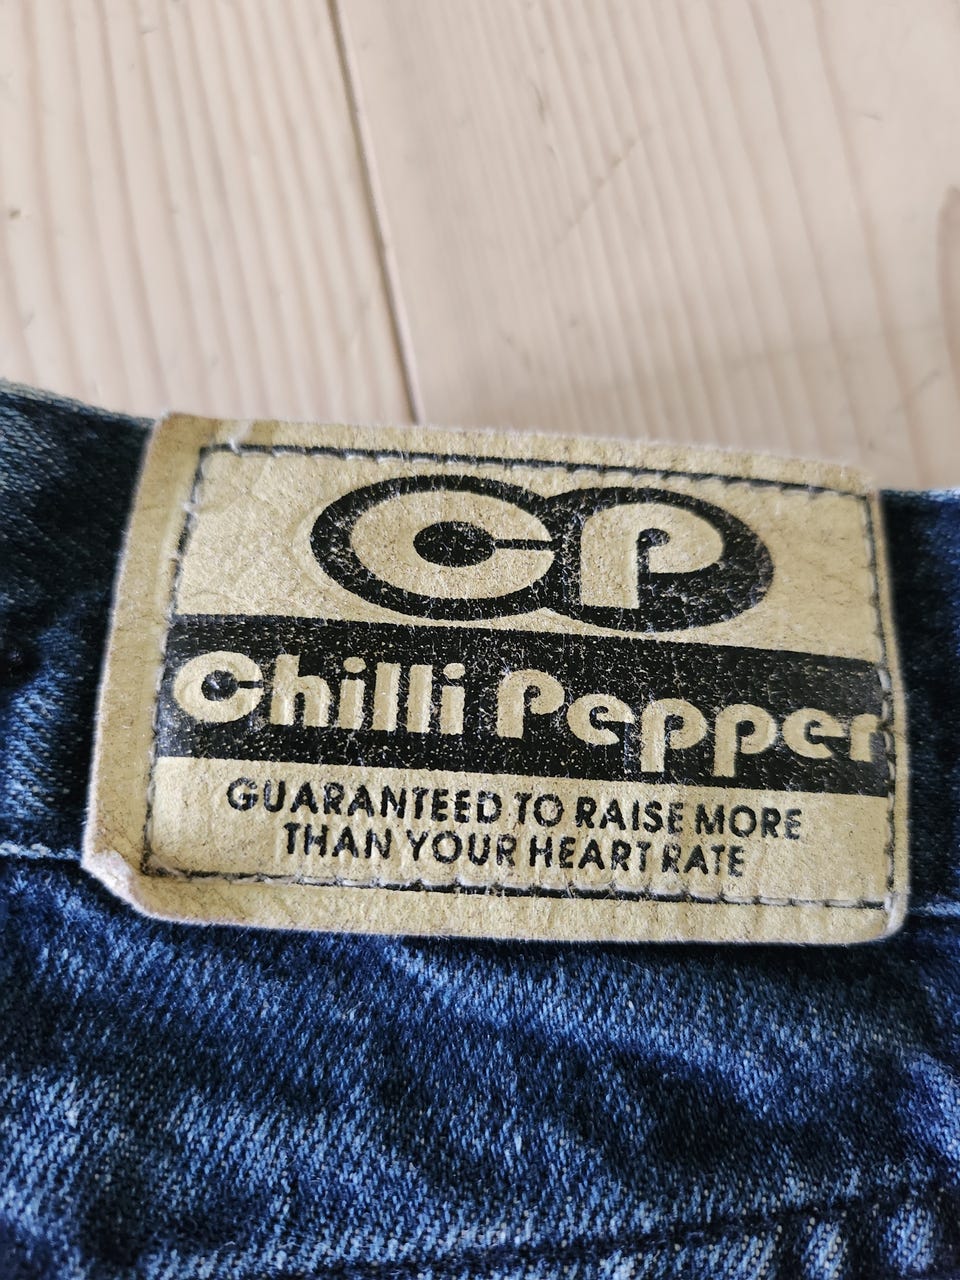 CP
Chilli Pepper
GUARANTEED TO RAISE MORE
THAN YOUR HEART RATE